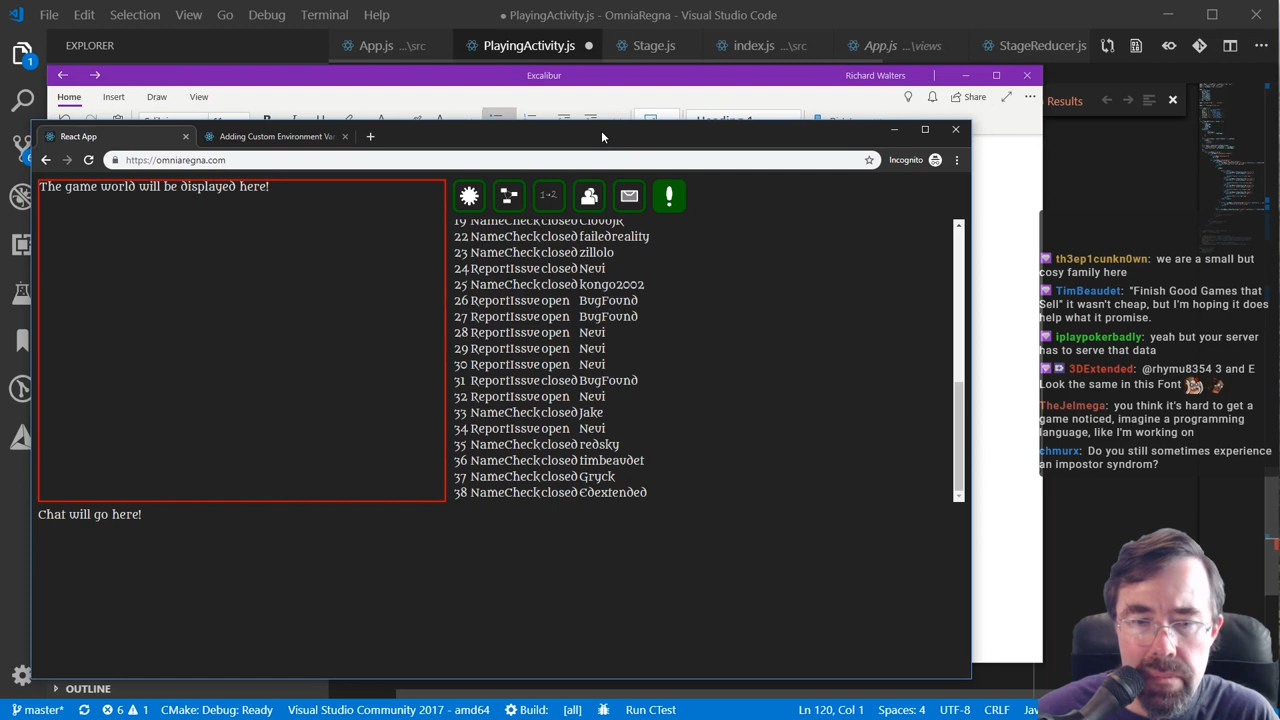 File Edit Selection View Go Debug Terminal Help
● PlayingActivity.js - OmniaRegna - Visual Studio Code
EXPLORER
App.js ...\src
PlayingActivity.js
Stage.js
index.js ...\src
App.js ...\views
StageReducer.js
Excalibur
Richard Walters
Home Insert Draw View
Share
Results
React App
Adding Custom Environment Va
https://omniaregna.com
Incognito
The game world will be displayed here!
1→2
19 NameCheck closed Clovojk
22 NameCheck closed failedreality
23 NameCheck closed zillolo
24 ReportIssue closed Nevi
25 NameCheck closed kongo2002
26 ReportIssue open BugFound
27 ReportIssue open BugFound
28 ReportIssue open Nevi
29 ReportIssue open Nevi
30 ReportIssue open Nevi
31 ReportIssue closed BugFound
32 ReportIssue open Nevi
33 NameCheck closed Jake
34 ReportIssue open Nevi
35 NameCheck closed redsky
36 NameCheck closed timbeaudet
37 NameCheck closed Gryck
38 NameCheck closed 3dextended
Chat will go here!
th3ep1cunkn0wn: we are a small but
cosy family here
TimBeaudet: "Finish Good Games that
Sell" it wasn't cheap, but I'm hoping it does
help what it promise.
iplaypokerbadly: yeah but your server
has to serve that data
3DExtended: @rhymu8354 3 and E
Look the same in this Font
TheJelmega: you think it's hard to get a
game noticed, imagine a programming
language, like I'm working on
chmurx: Do you still sometimes experience
an impostor syndrom?
OUTLINE
master* 6 1 CMake: Debug: Ready Visual Studio Community 2017 - amd64 Build: [all] Run CTest Ln 120, Col 1 Spaces: 4 UTF-8 CRLF